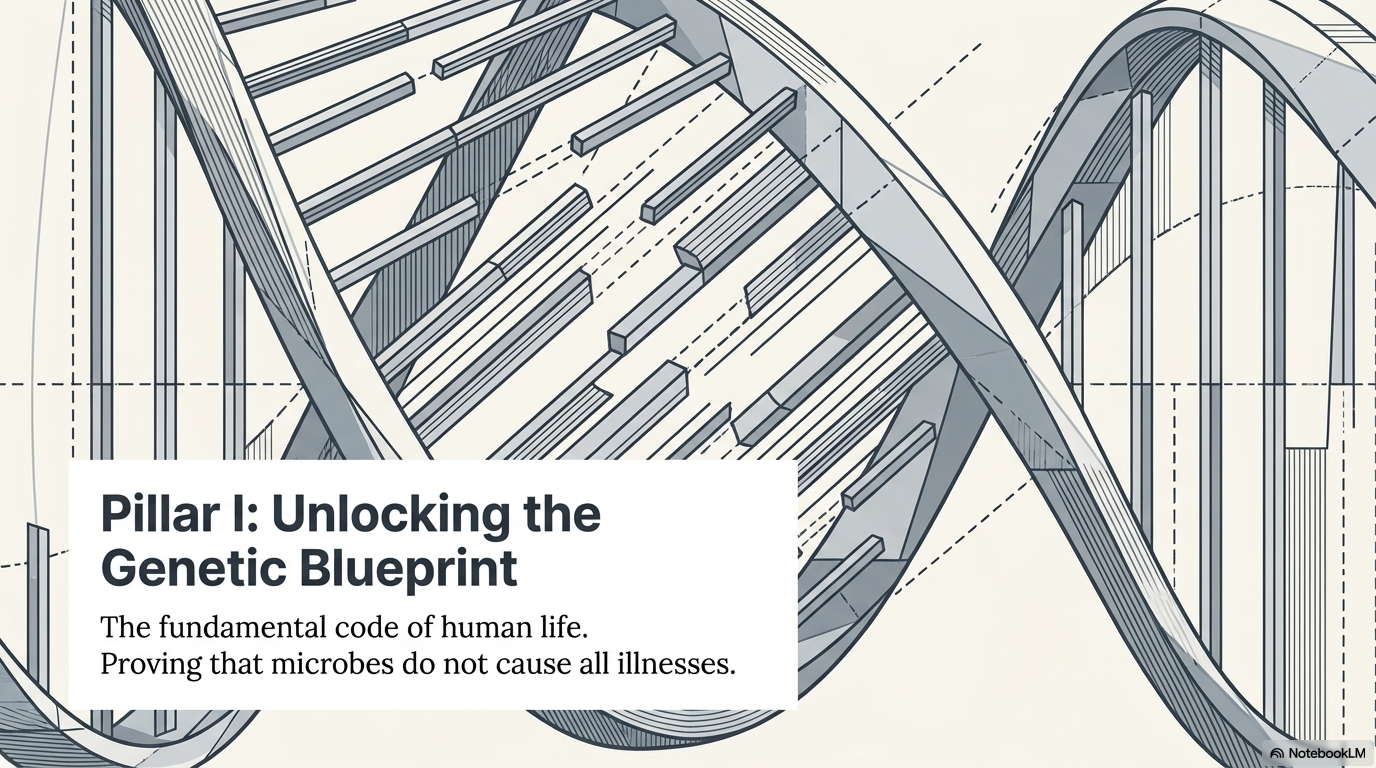 Pillar I: Unlocking the
Genetic Blueprint
The fundamental code of human life.
Proving that microbes do not cause all illnesses.
NotebookLM